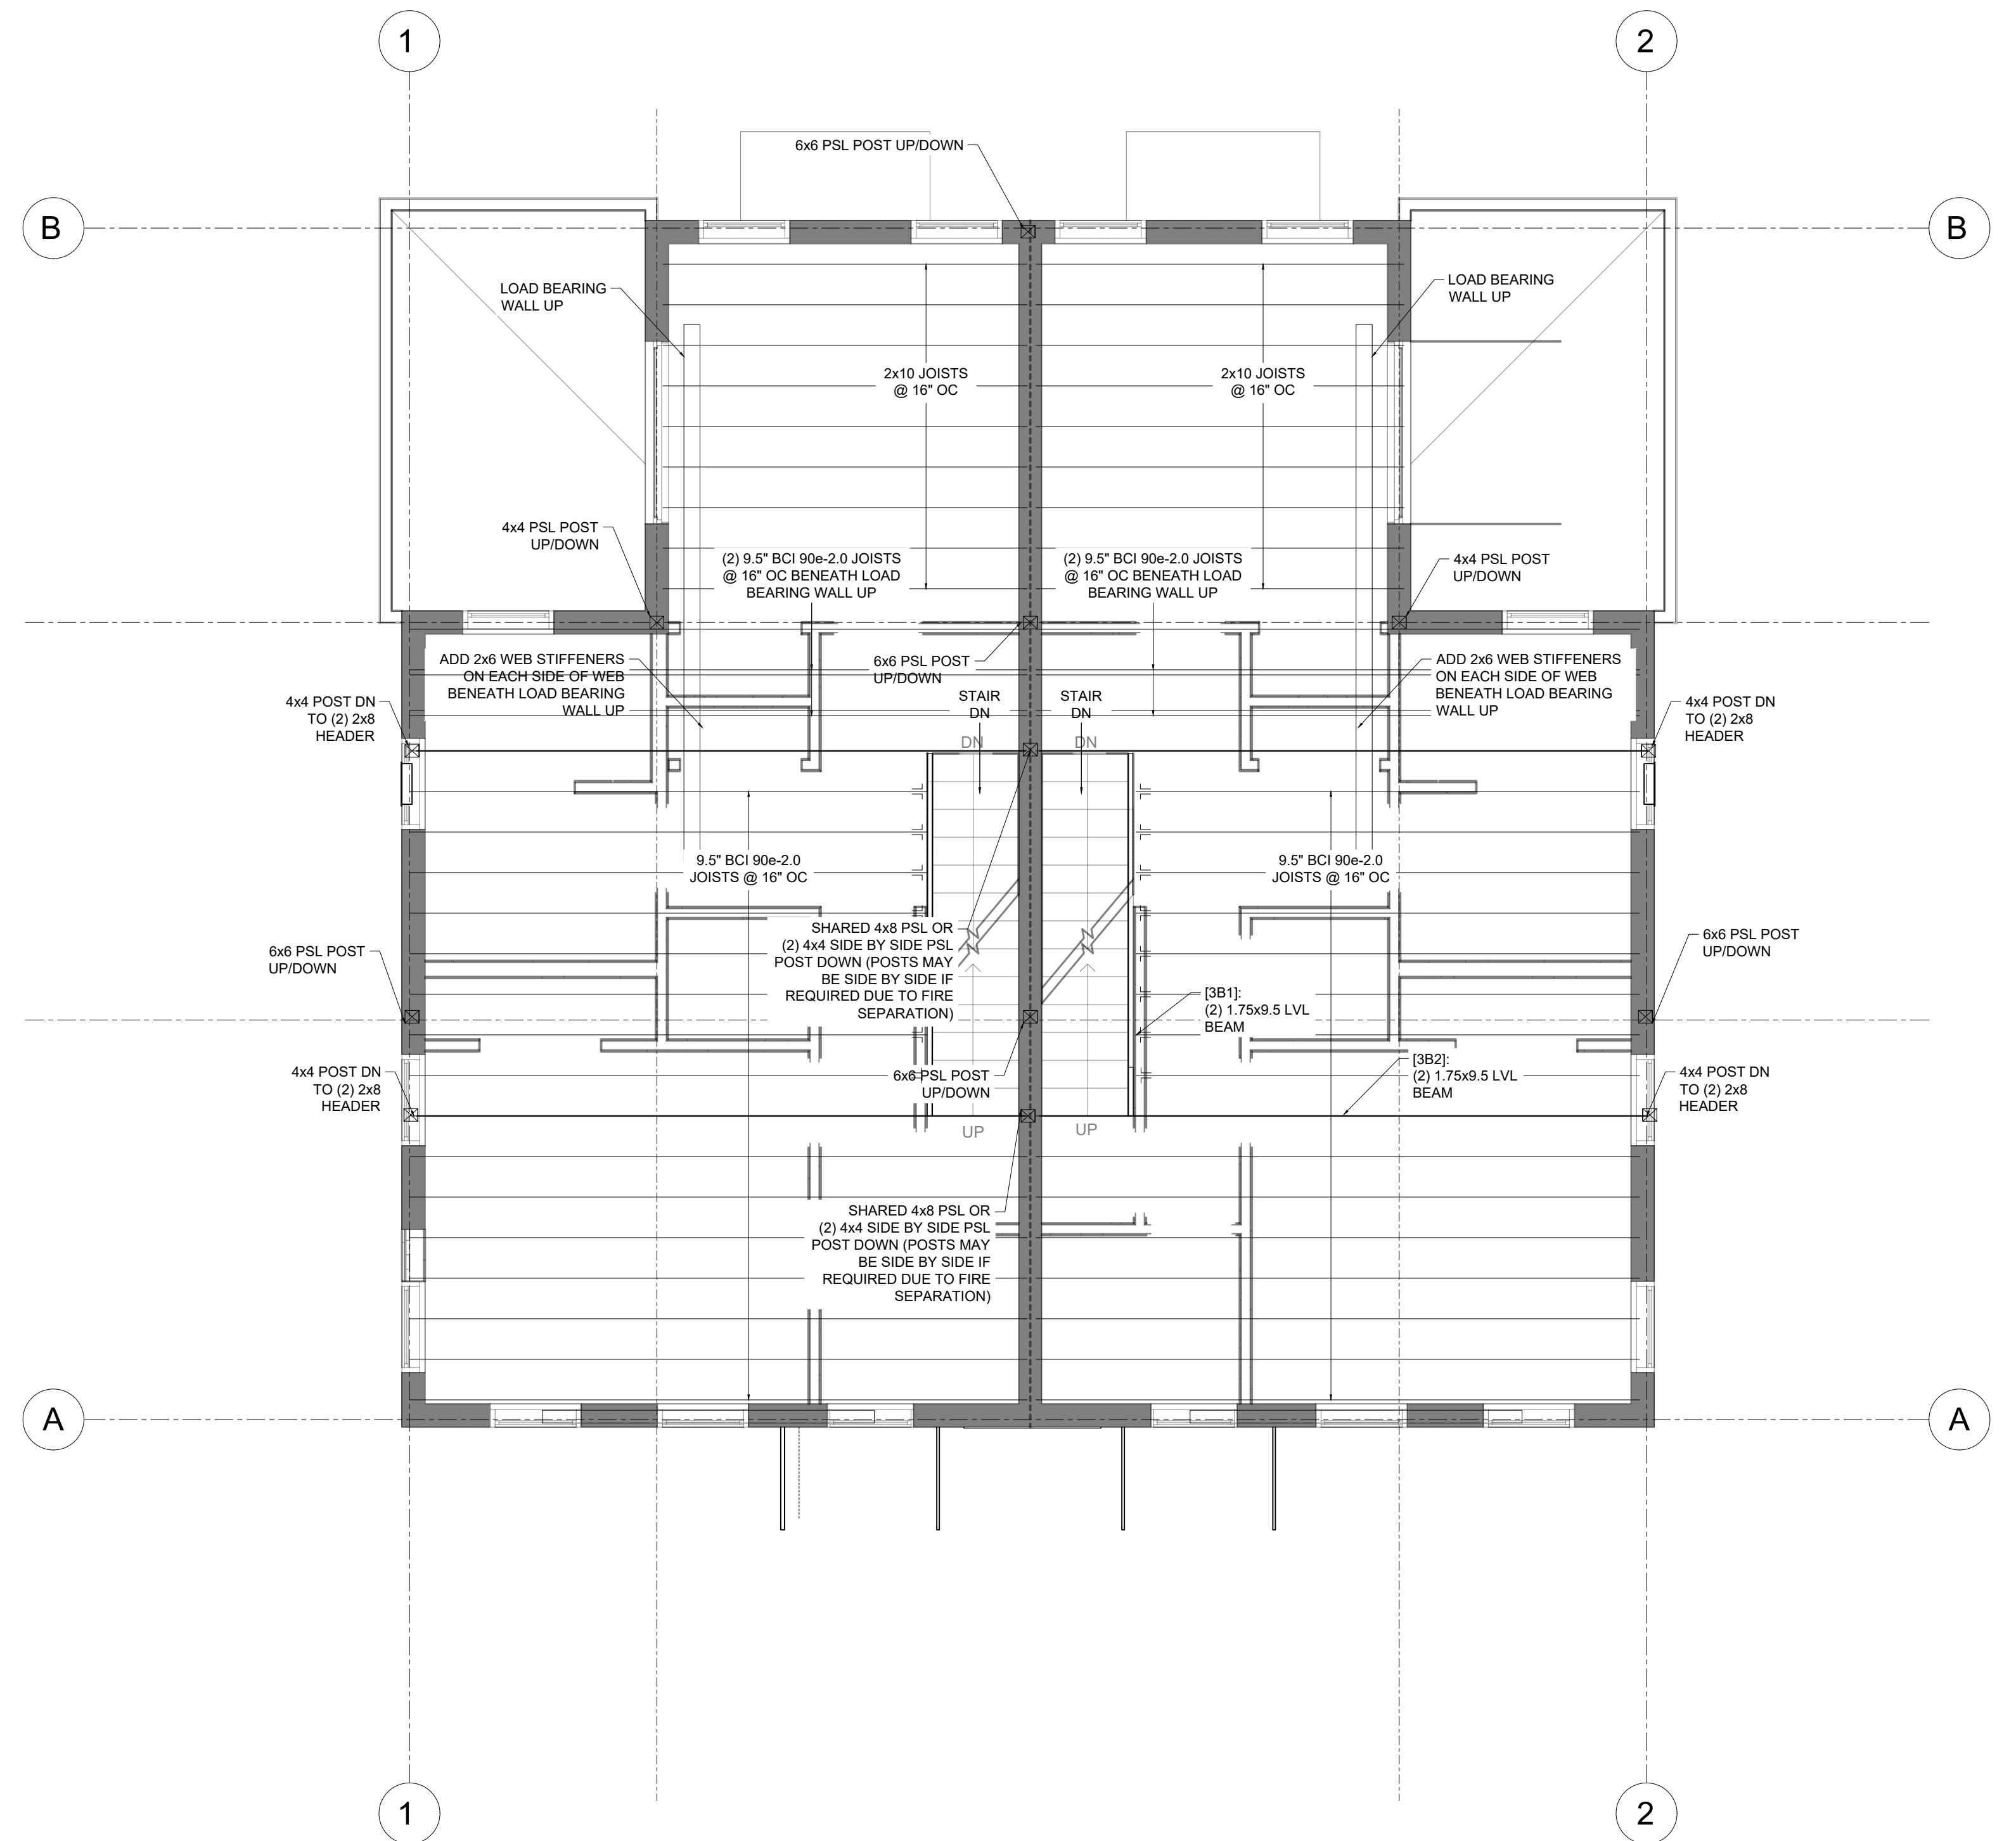 1
2
6x6 PSL POST UP/DOWN
B
B
LOAD BEARING
WALL UP
LOAD BEARING
WALL UP
2x10 JOISTS
@ 16" OC
2x10 JOISTS
@ 16" OC
4x4 PSL POST
UP/DOWN
(2) 9.5" BCI 90e-2.0 JOISTS
@ 16" OC BENEATH LOAD
BEARING WALL UP
(2) 9.5" BCI 90e-2.0 JOISTS
@ 16" OC BENEATH LOAD
BEARING WALL UP
4x4 PSL POST
UP/DOWN
ADD 2x6 WEB STIFFENERS
ON EACH SIDE OF WEB
BENEATH LOAD BEARING
WALL UP
6x6 PSL POST
UP/DOWN
ADD 2x6 WEB STIFFENERS
ON EACH SIDE OF WEB
BENEATH LOAD BEARING
WALL UP
4x4 POST DN
TO (2) 2x8
HEADER
STAIR
DN
STAIR
DN
4x4 POST DN
TO (2) 2x8
HEADER
DN
DN
9.5" BCI 90e-2.0
JOISTS @ 16" OC
9.5" BCI 90e-2.0
JOISTS @ 16" OC
SHARED 4x8 PSL OR
(2) 4x4 SIDE BY SIDE PSL
POST DOWN (POSTS MAY
BE SIDE BY SIDE IF
REQUIRED DUE TO FIRE
SEPARATION)
6x6 PSL POST
UP/DOWN
6x6 PSL POST
UP/DOWN
[3B1]:
(2) 1.75x9.5 LVL
BEAM
4x4 POST DN
TO (2) 2x8
HEADER
6x6 PSL POST
UP/DOWN
[3B2]:
(2) 1.75x9.5 LVL
BEAM
4x4 POST DN
TO (2) 2x8
HEADER
UP
UP
SHARED 4x8 PSL OR
(2) 4x4 SIDE BY SIDE PSL
POST DOWN (POSTS MAY
BE SIDE BY SIDE IF
REQUIRED DUE TO FIRE
SEPARATION)
A
A
1
2